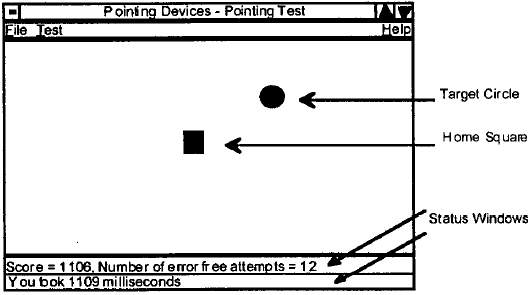 Pointing Devices - Pointing Test
File Test Help
Target Circle
Home Square
Status Windows
Score = 1106, Number of error free attempts = 12
You took 1109 milliseconds